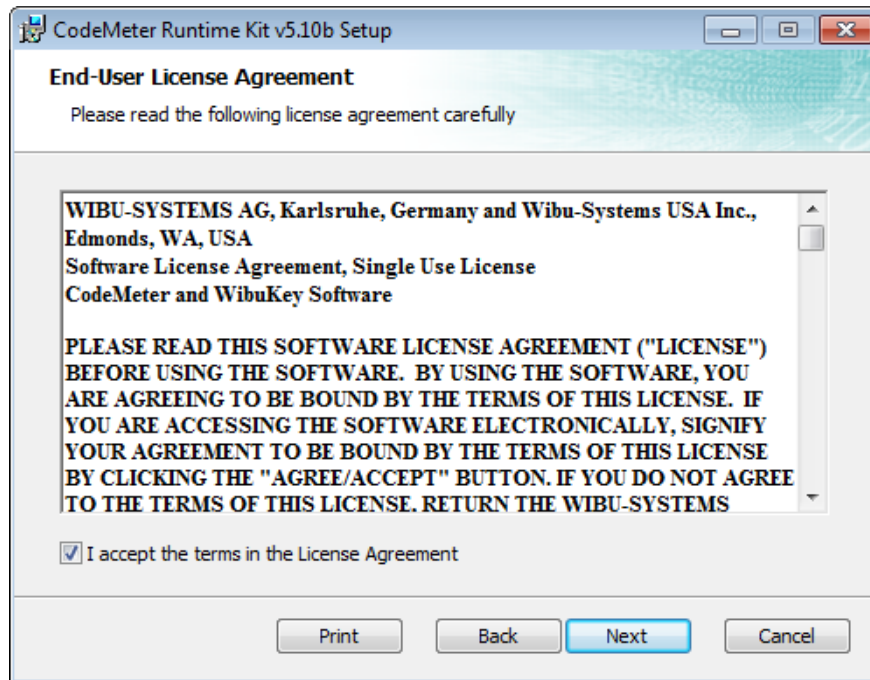 CodeMeter Runtime Kit v5.10b Setup
End-User License Agreement
Please read the following license agreement carefully
WIBU-SYSTEMS AG, Karlsruhe, Germany and Wibu-Systems USA Inc.,
Edmonds, WA, USA
Software License Agreement, Single Use License
CodeMeter and WibuKey Software
PLEASE READ THIS SOFTWARE LICENSE AGREEMENT ("LICENSE")
BEFORE USING THE SOFTWARE.  BY USING THE SOFTWARE, YOU
ARE AGREEING TO BE BOUND BY THE TERMS OF THIS LICENSE.  IF
YOU ARE ACCESSING THE SOFTWARE ELECTRONICALLY, SIGNIFY
YOUR AGREEMENT TO BE BOUND BY THE TERMS OF THIS LICENSE
BY CLICKING THE "AGREE/ACCEPT" BUTTON. IF YOU DO NOT AGREE
TO THE TERMS OF THIS LICENSE, RETURN THE WIBU-SYSTEMS
I accept the terms in the License Agreement
Print Back Next Cancel